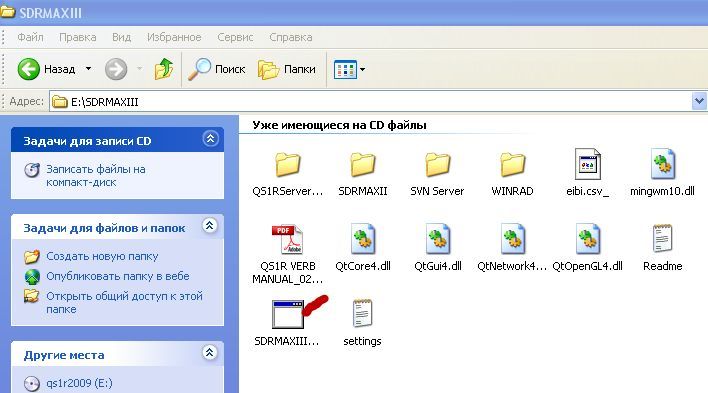 SDRMAXIII
Файл Правка Вид Избранное Сервис Справка
Назад Поиск Папки
Адрес: E:\SDRMAXIII
Задачи для записи CD
Записать файлы на
компакт-диск
Задачи для файлов и папок
Создать новую папку
Опубликовать папку в вебе
Открыть общий доступ к этой
папке
Другие места
qs1r2009 (E:)
Уже имеющиеся на CD файлы
QS1RServer... SDRMAXII SVN Server WINRAD eibi.csv_ mingwm10.dll
QS1R VERB
MANUAL_02...
QtCore4.dll QtGui4.dll QtNetwork4... QtOpenGL4.dll Readme
SDRMAXIII... settings